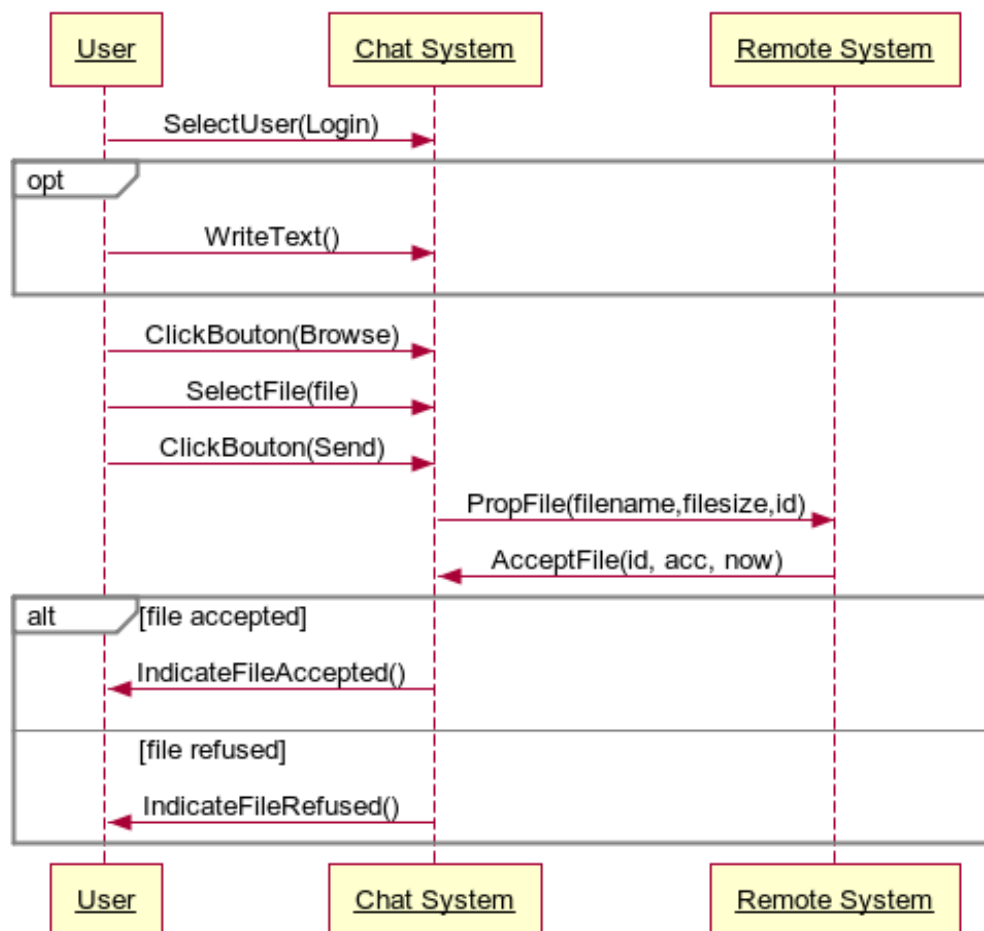 User
Chat System
Remote System
SelectUser(Login)
opt
WriteText()
ClickBouton(Browse)
SelectFile(file)
ClickBouton(Send)
PropFile(filename,filesize,id)
AcceptFile(id, acc, now)
alt
[file accepted]
IndicateFileAccepted()
[file refused]
IndicateFileRefused()
User
Chat System
Remote System